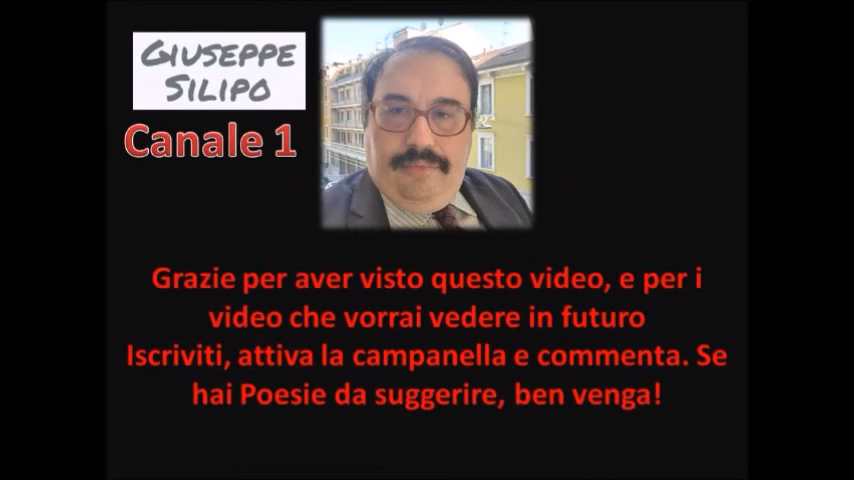 GIUSEPPE
SILIPO
Canale 1
Grazie per aver visto questo video, e per i
video che vorrai vedere in futuro
Iscriviti, attiva la campanella e commenta. Se
hai Poesie da suggerire, ben venga!